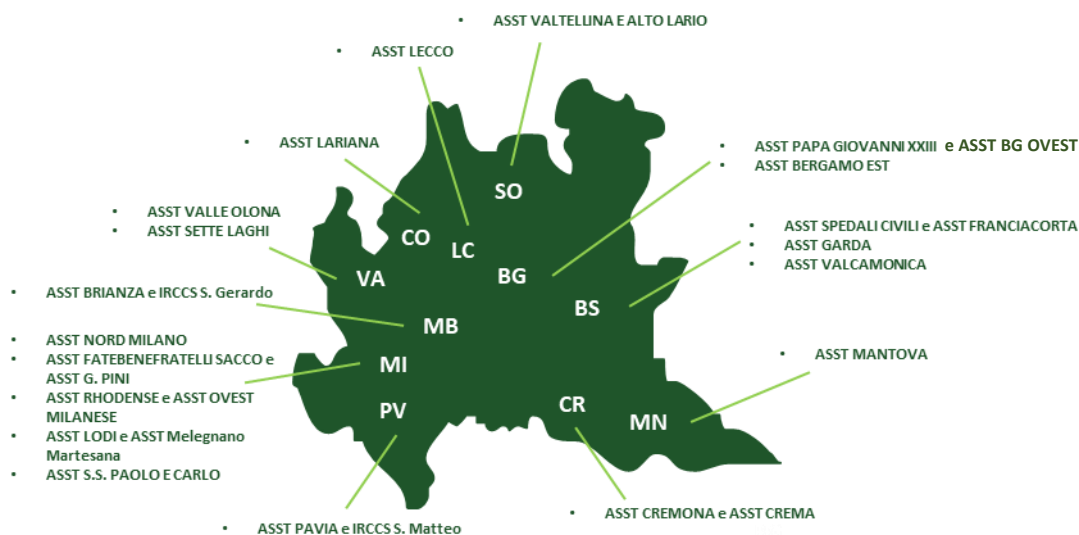 • ASST VALTELLINA E ALTO LARIO
• ASST LECCO
• ASST LARIANA
• ASST PAPA GIOVANNI XXIII e ASST BG OVEST
• ASST BERGAMO EST
• ASST VALLE OLONA
• ASST SETTE LAGHI
• ASST SPEDALI CIVILI e ASST FRANCIACORTA
• ASST GARDA
• ASST VALCAMONICA
• ASST BRIANZA e IRCCS S. Gerardo
• ASST NORD MILANO
• ASST FATEBENEFRATELLI SACCO e
ASST G. PINI
• ASST RHODENSE e ASST OVEST
MILANESE
• ASST LODI e ASST Melegnano
Martesana
• ASST S.S. PAOLO E CARLO
• ASST MANTOVA
• ASST PAVIA e IRCCS S. Matteo
• ASST CREMONA e ASST CREMA
SO
CO
LC
VA
BG
BS
MB
MI
PV
CR
MN